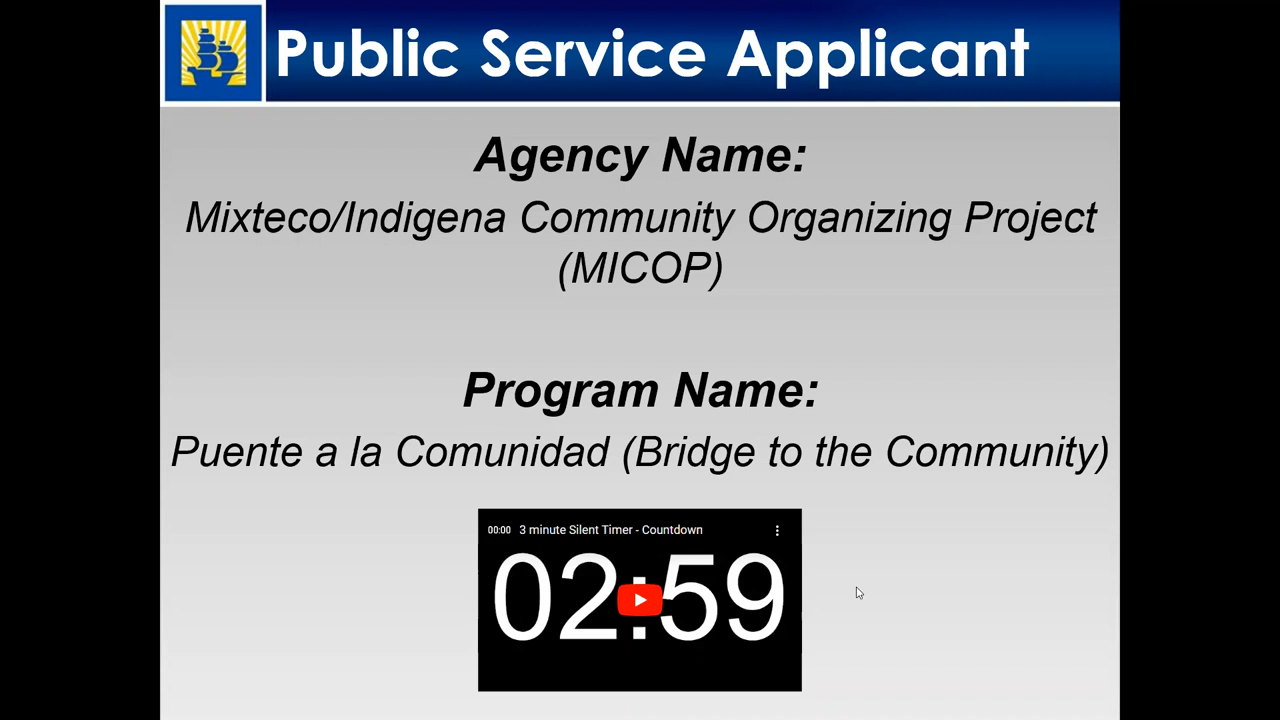 Public Service Applicant
Agency Name:
Mixteco/Indigena Community Organizing Project
(MICOP)
Program Name:
Puente a la Comunidad (Bridge to the Community)
00:00 3 minute Silent Timer - Countdown
02:59